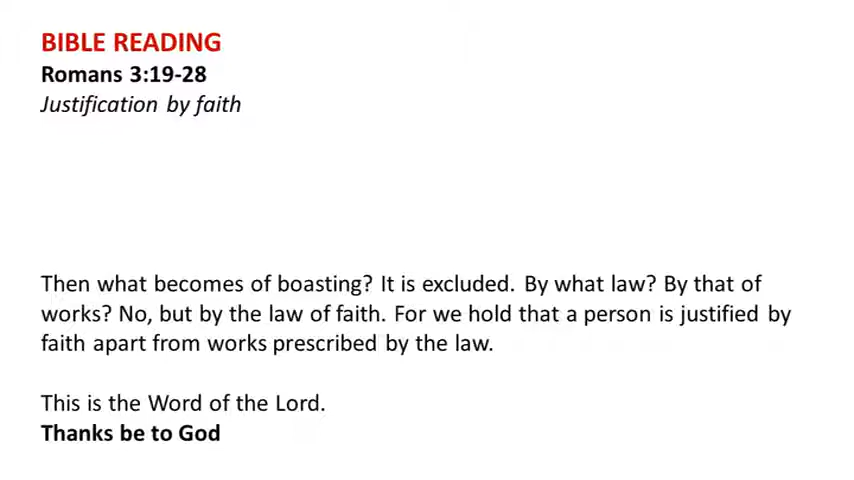 BIBLE READING
Romans 3:19-28
Justification by faith
Then what becomes of boasting? It is excluded. By what law? By that of
works? No, but by the law of faith. For we hold that a person is justified by
faith apart from works prescribed by the law.
This is the Word of the Lord.
Thanks be to God